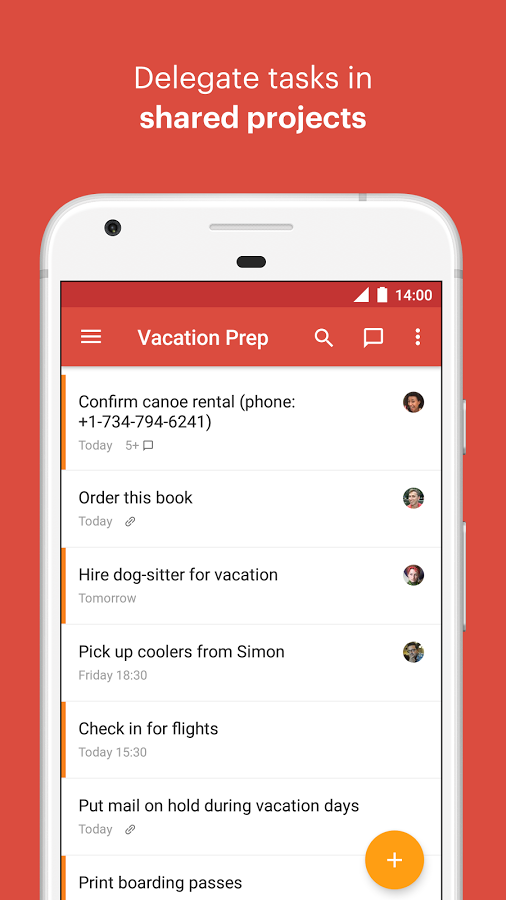 Delegate tasks in
shared projects
14:00
Vacation Prep
Confirm canoe rental (phone:
+1-734-794-6241)
Today 5+
Order this book
Today
Hire dog-sitter for vacation
Tomorrow
Pick up coolers from Simon
Friday 18:30
Check in for flights
Today 15:30
Put mail on hold during vacation days
Today
Print boarding passes